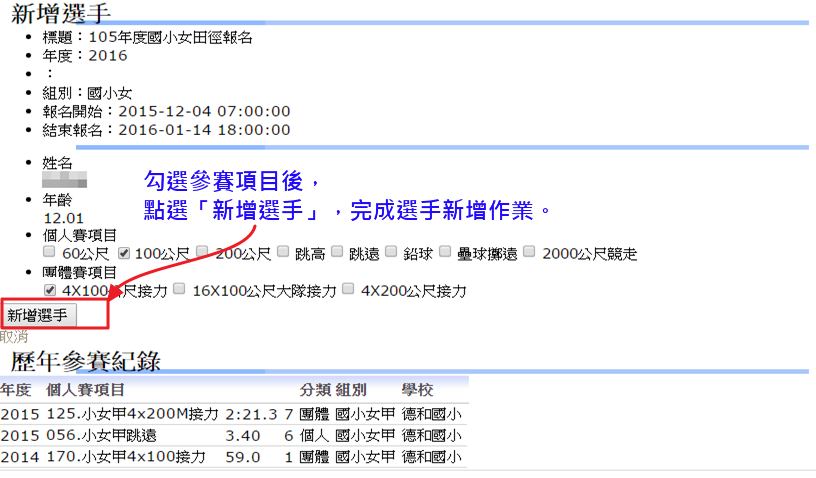 新增選手
標題：105年度國小女田徑報名
年度：2016
：
組別：國小女
報名開始：2015-12-04 07:00:00
結束報名：2016-01-14 18:00:00
姓名
勾選參賽項目後，
點選「新增選手」，完成選手新增作業。
年齡
12.01
個人賽項目
60公尺 100公尺 200公尺 跳高 跳遠 鉛球 壘球擲遠 2000公尺競走
團體賽項目
4X100公尺接力 16X100公尺大隊接力 4X200公尺接力
新增選手
取消
歷年參賽紀錄
年度 個人賽項目 分類 組別 學校
2015 125.小女甲4x200M接力 2:21.3 7 團體 國小女甲 德和國小
2015 056.小女甲跳遠 3.40 6 個人 國小女甲 德和國小
2014 170.小女甲4x100接力 59.0 1 團體 國小女甲 德和國小